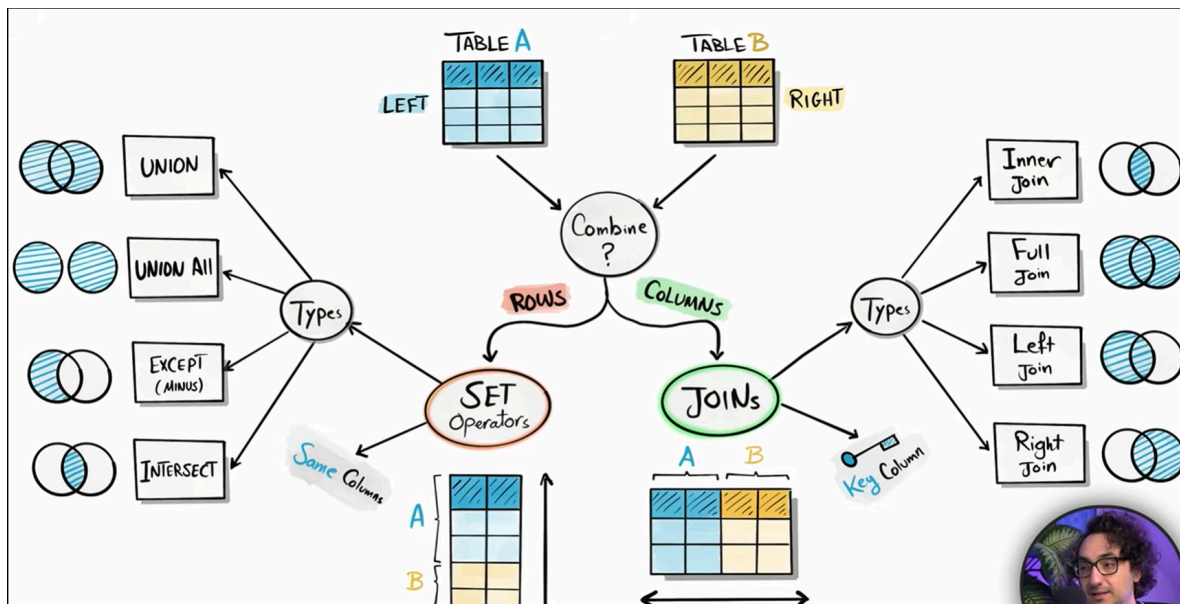 TABLE A
TABLE B
LEFT
RIGHT
Combine
?
ROWS
COLUMNS
UNION
UNION All
EXCEPT
(MINUS)
INTERSECT
Types
SET
Operators
Same Columns
A
B
JOINs
Key Column
A
B
Types
Inner
Join
Full
Join
Left
Join
Right
Join